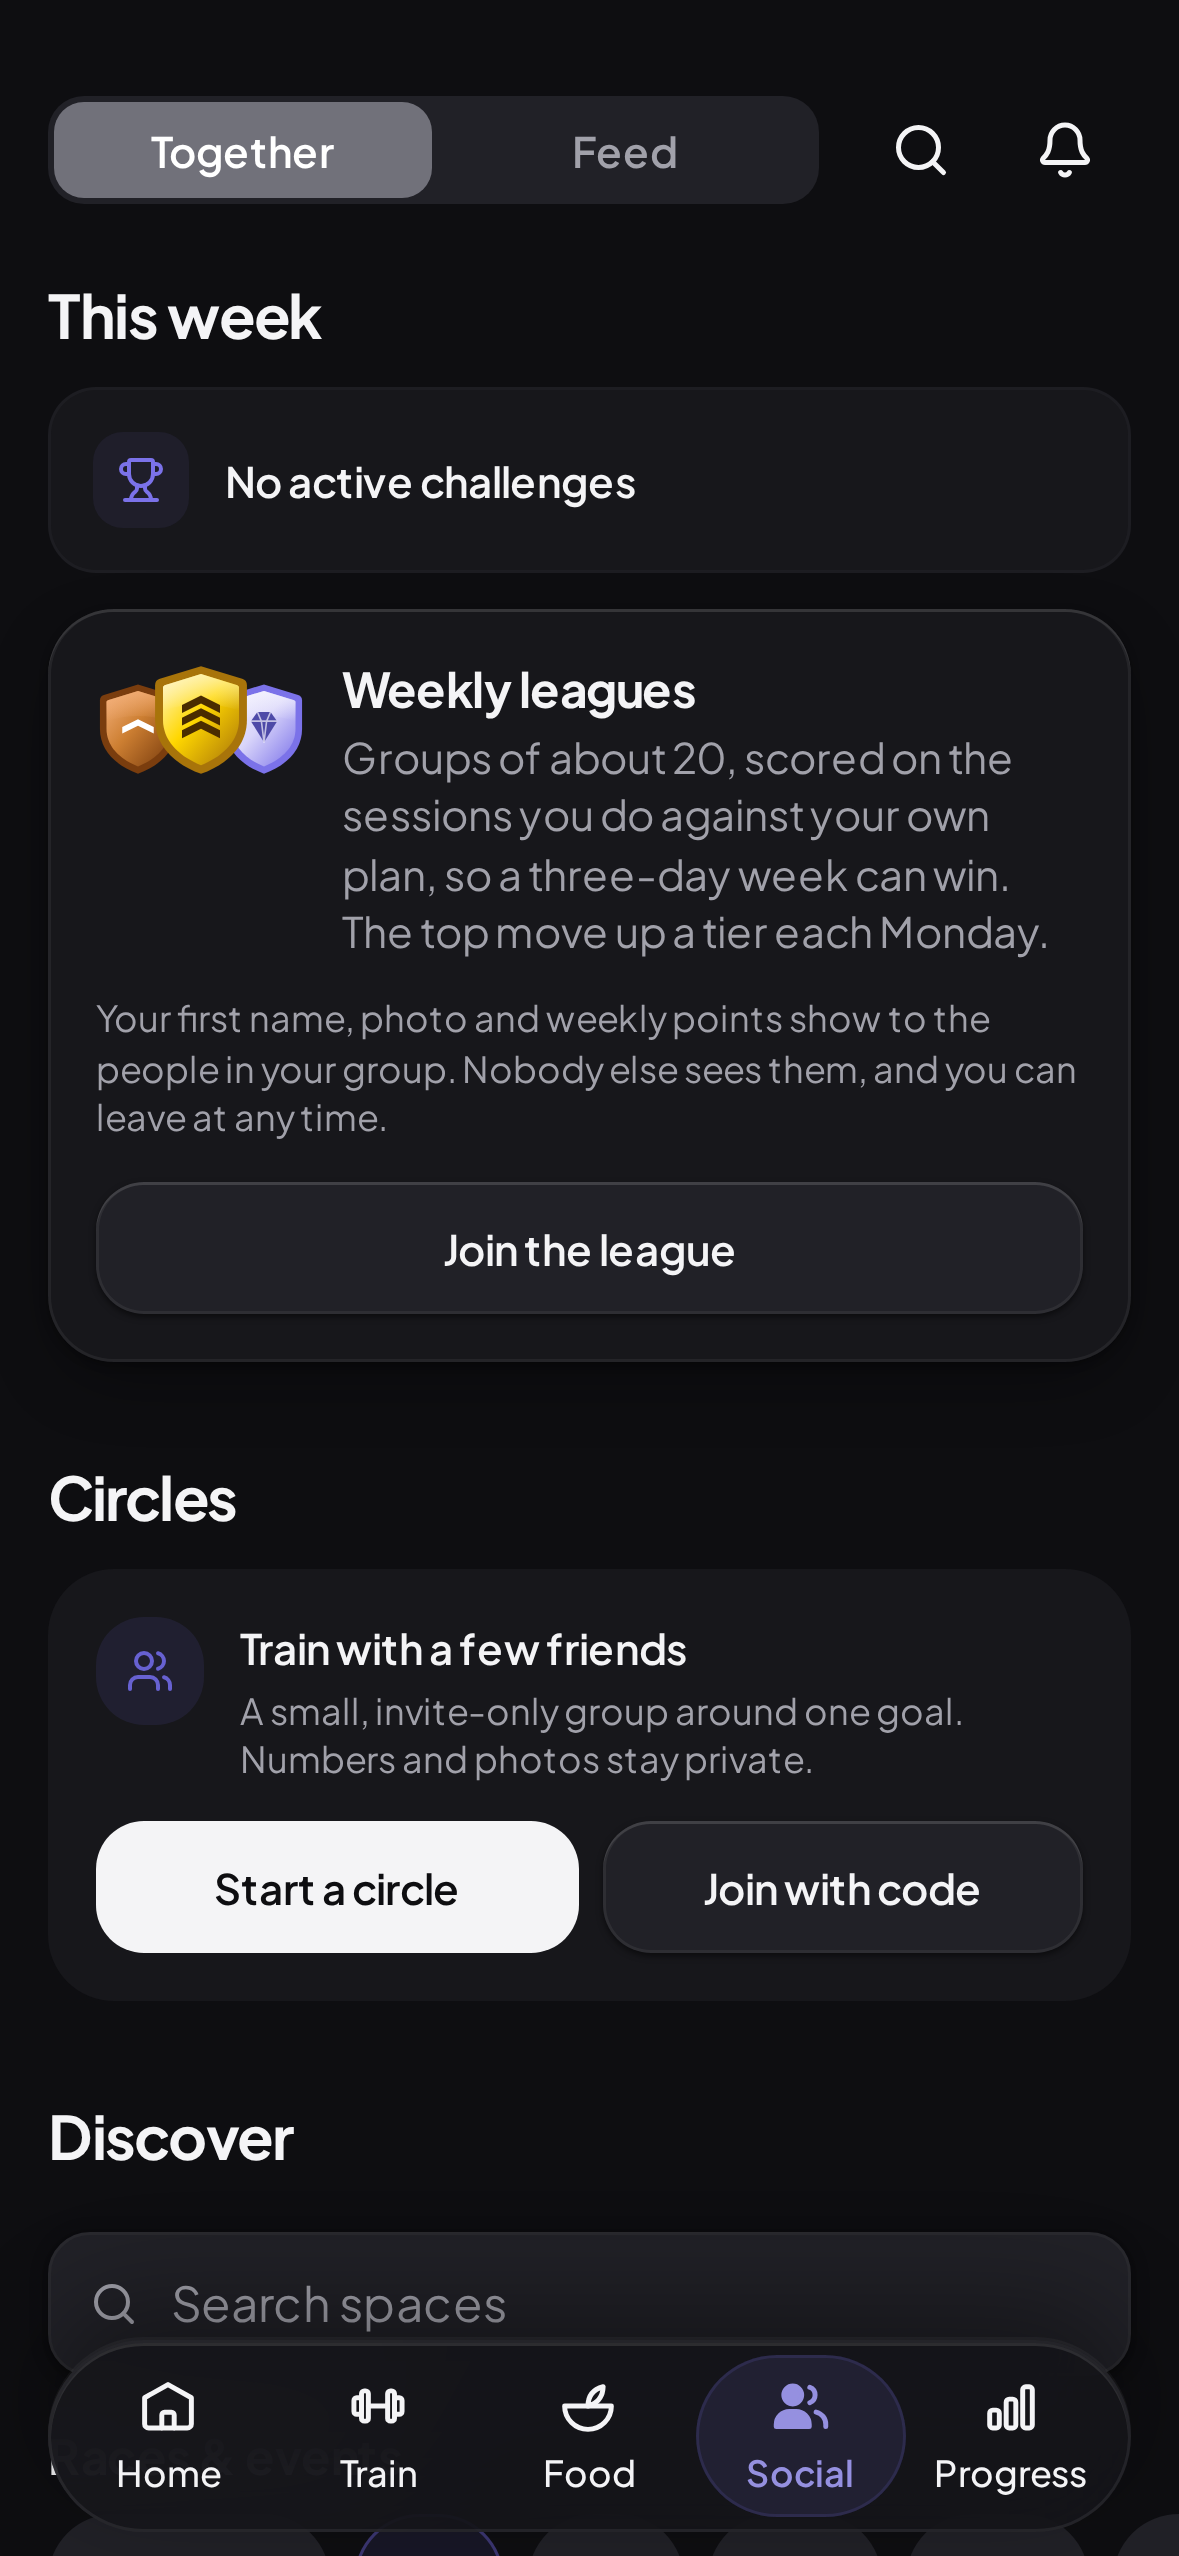 Together
Feed
This week
No active challenges
Weekly leagues
Groups of about 20, scored on the
sessions you do against your own
plan, so a three-day week can win.
The top move up a tier each Monday.
Your first name, photo and weekly points show to the
people in your group. Nobody else sees them, and you can
leave at any time.
Join the league
Circles
Train with a few friends
A small, invite-only group around one goal.
Numbers and photos stay private.
Start a circle
Join with code
Discover
Search spaces
Races & events
Home
Train
Food
Social
Progress